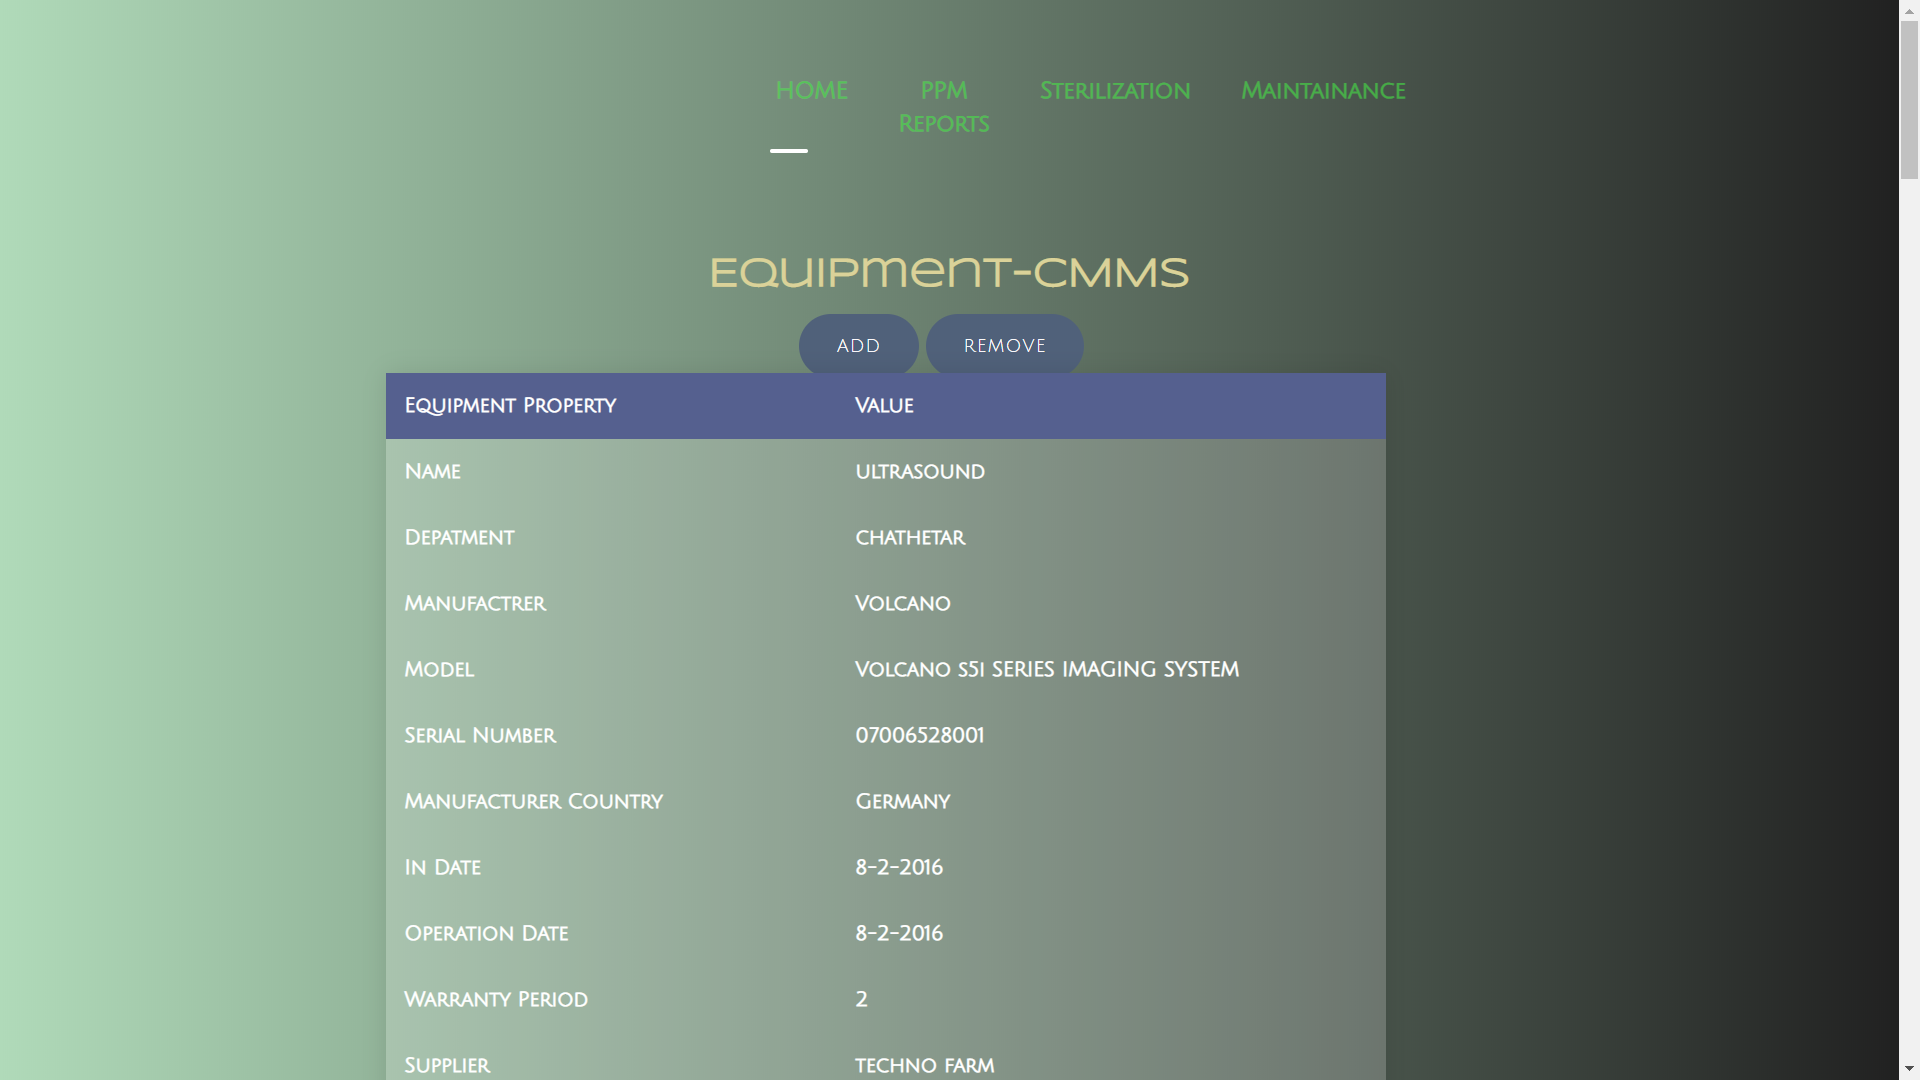 HOME PPM Sterilization Maintainance
Reports
Equipment-CMMS
ADD REMOVE
Equipment Property Value
Name ultrasound
Depatment chathetar
Manufactrer Volcano
Model Volcano s5i SERIES IMAGING SYSTEM
Serial Number 07006528001
Manufacturer Country Germany
In Date 8-2-2016
Operation Date 8-2-2016
Warranty Period 2
Supplier techno farm